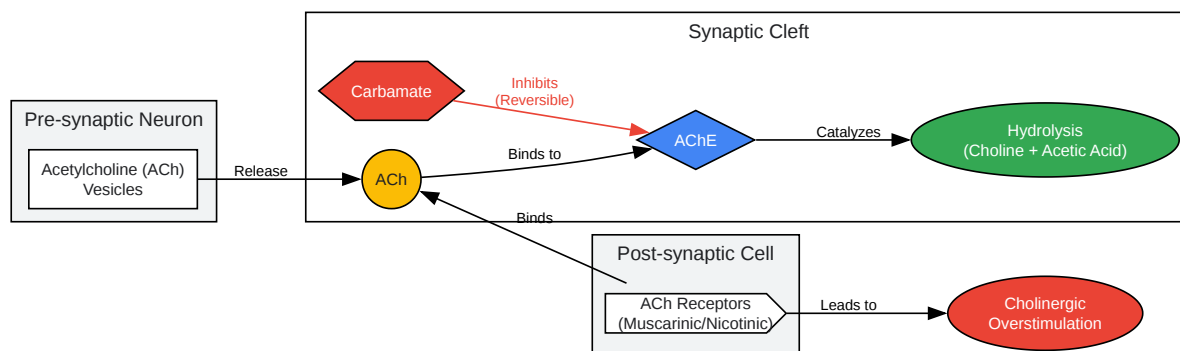 Synaptic Cleft
Carbamate
Inhibits
(Reversible)
Pre-synaptic Neuron
Acetylcholine (ACh)
Vesicles
Release
ACh
Binds to
AChE
Catalyzes
Hydrolysis
(Choline + Acetic Acid)
Binds
Post-synaptic Cell
ACh Receptors
(Muscarinic/Nicotinic)
Leads to
Cholinergic
Overstimulation